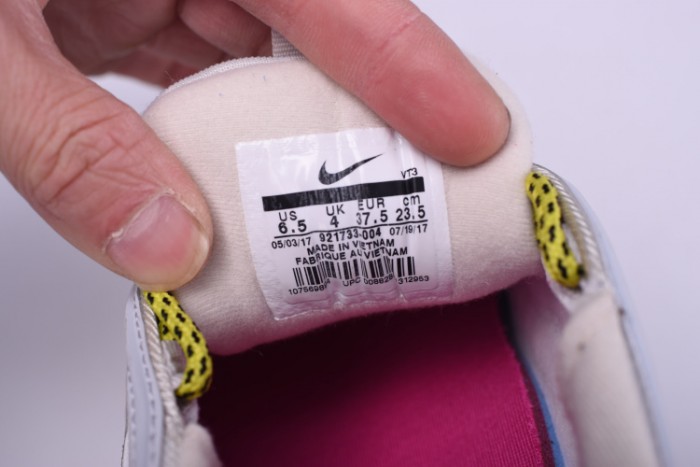 VT3
US UK EUR cm
6.5 4 37.5 23.5
05/03/17 921733-004 07/19/17
MADE IN VIETNAM
FABRIQUE AU VIETNAM
UPC 312953